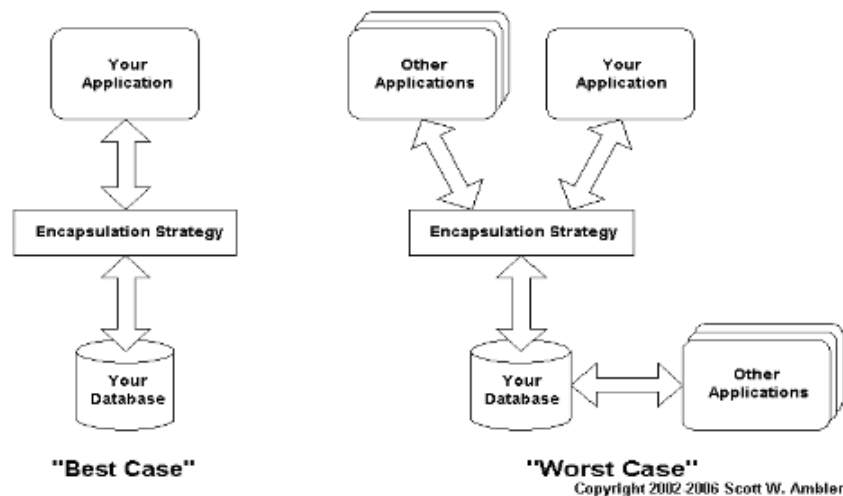 Your
Application
Encapsulation Strategy
Your
Database
"Best Case"
Other
Applications
Your
Application
Encapsulation Strategy
Your
Database
Other
Applications
"Worst Case"
Copyright 2002-2006 Scott W. Ambler